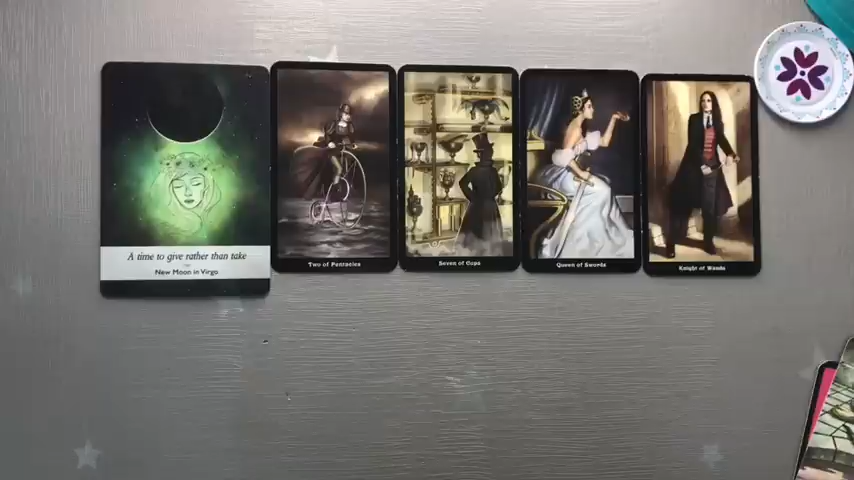 A time to give rather than take
New Moon in Virgo
Two of Pentacles
Seven of Cups
Queen of Swords
Knight of Wands